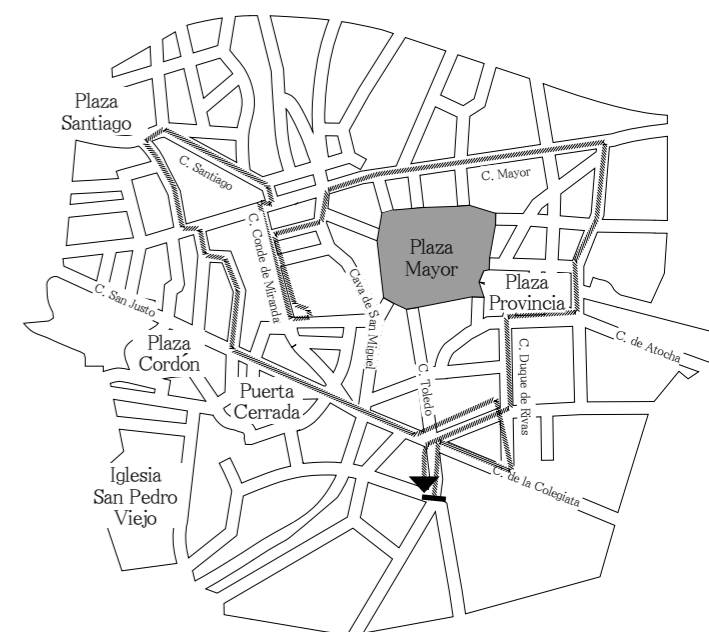 Plaza
Santiago
C. Santiago
C. Mayor
C. Conde de Miranda
Plaza
Mayor
Cava de San
Miguel
Plaza
Provincia
C. San Justo
Plaza
Cordón
C. de Atocha
C. Duque de Rivas
C. Toledo
Puerta
Cerrada
Iglesia
San Pedro
Viejo
C. de la Colegiata